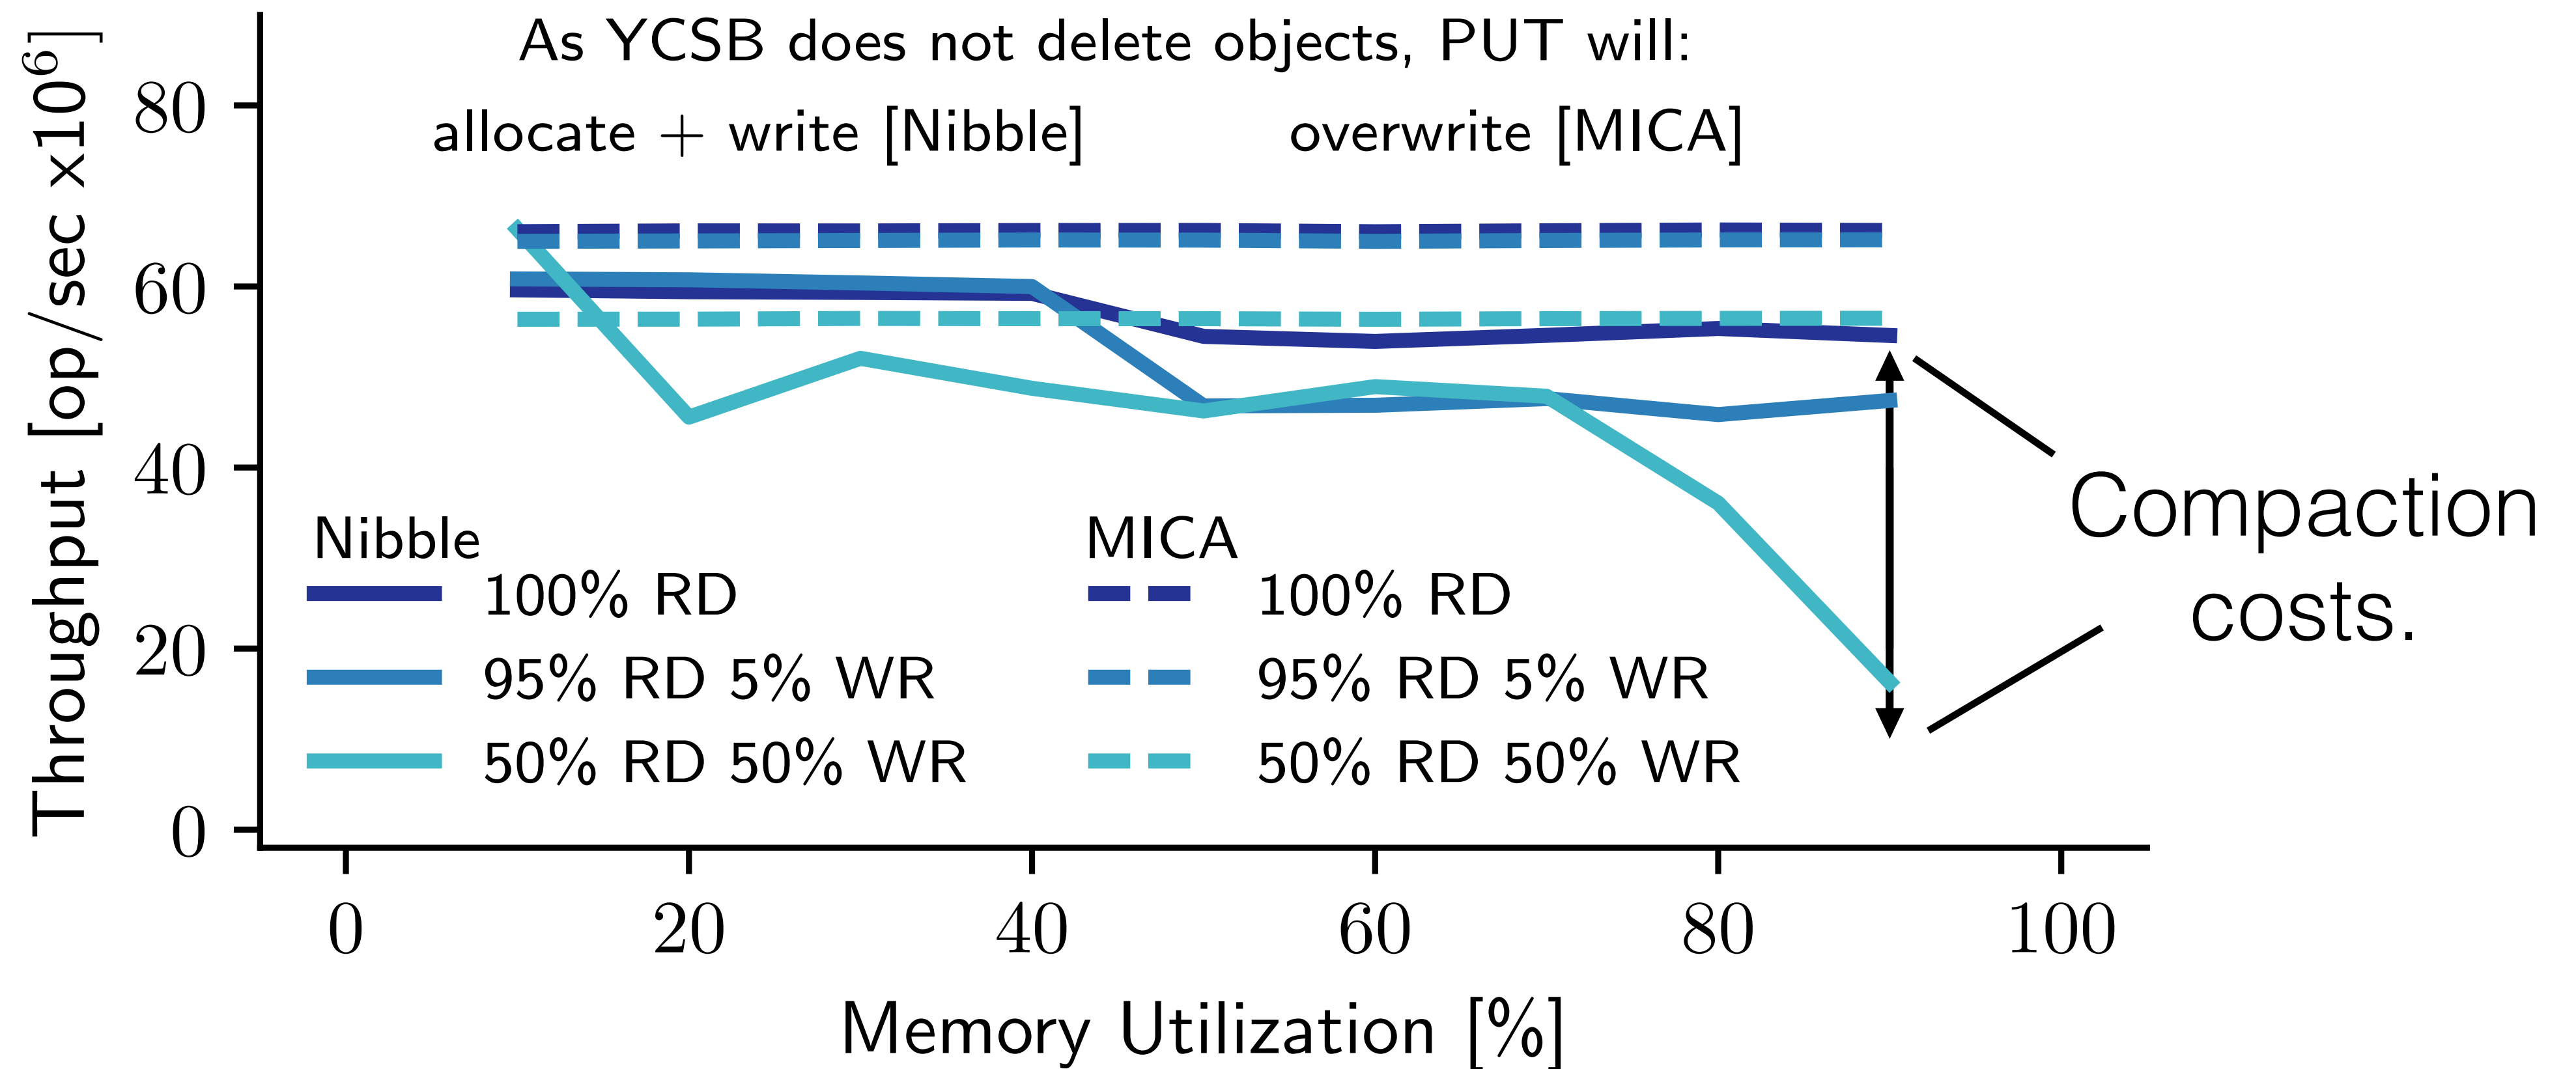 As YCSB does not delete objects, PUT will:
allocate + write [Nibble]
overwrite [MICA]
Throughput [op/sec x10⁶]
80
60
40
20
0
Nibble
100% RD
95% RD 5% WR
50% RD 50% WR
MICA
100% RD
95% RD 5% WR
50% RD 50% WR
Compaction
costs.
0
20
40
60
80
100
Memory Utilization [%]